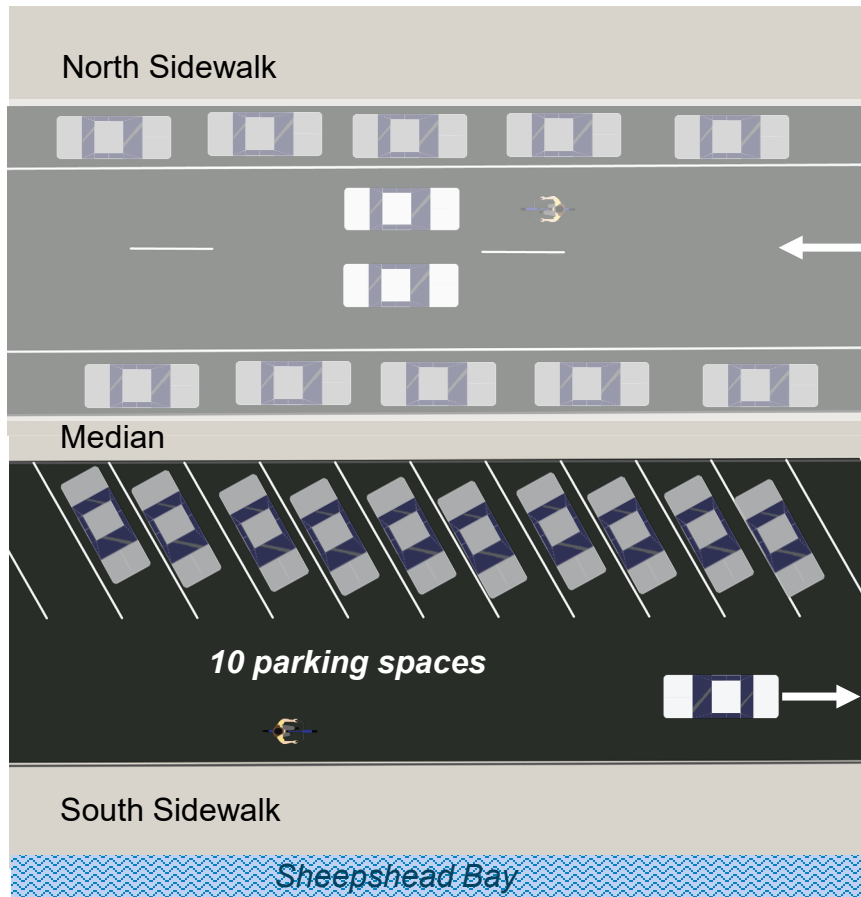 North Sidewalk
Median
10 parking spaces
South Sidewalk
Sheepshead Bay